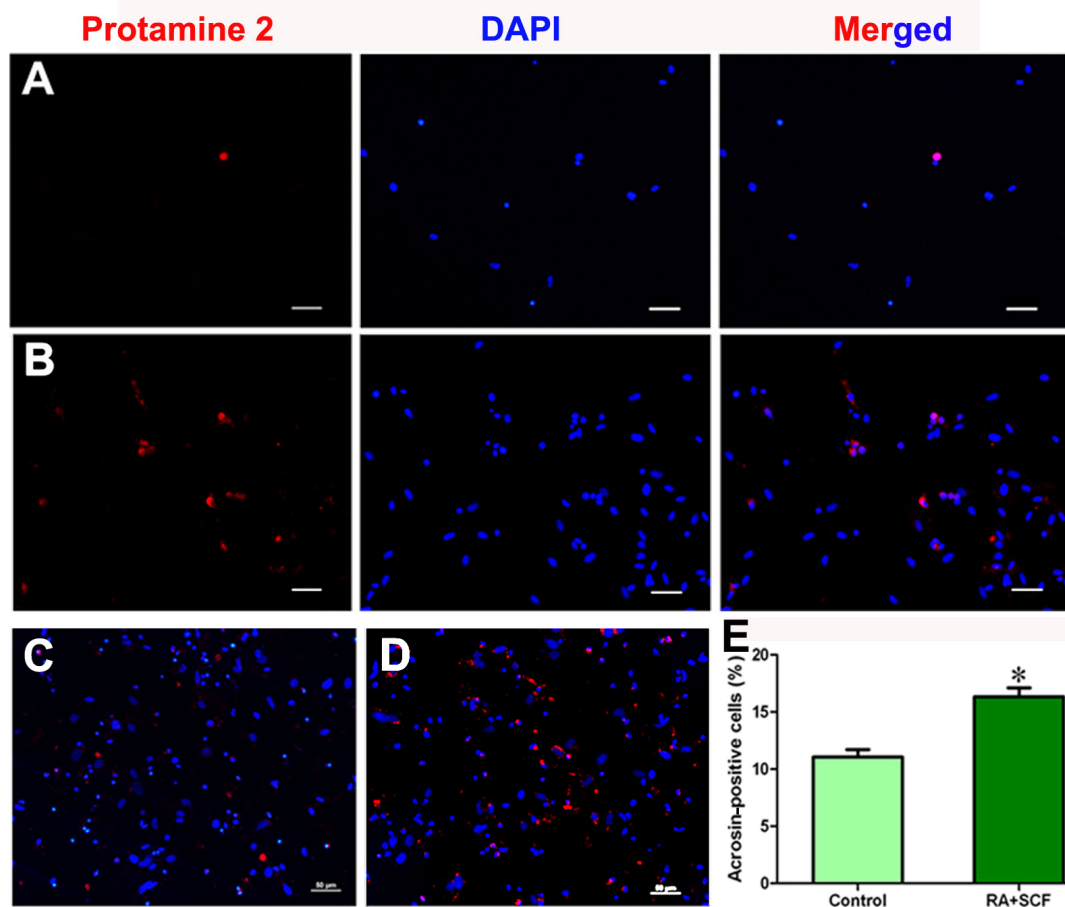 Protamine 2 DAPI Merged
A
B
C
D
E
50 µm
Acrosin-positive cells (%)
20
15
10
5
0
Control RA+SCF
*